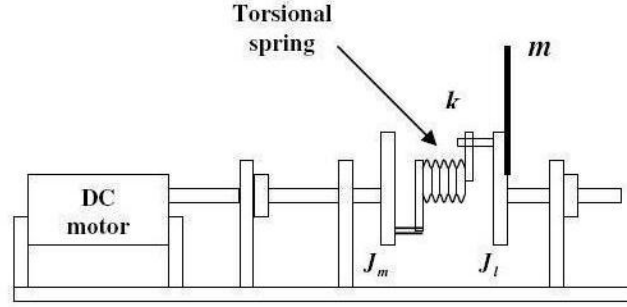 Torsional
spring
m
k
DC
motor
J_m
J_l